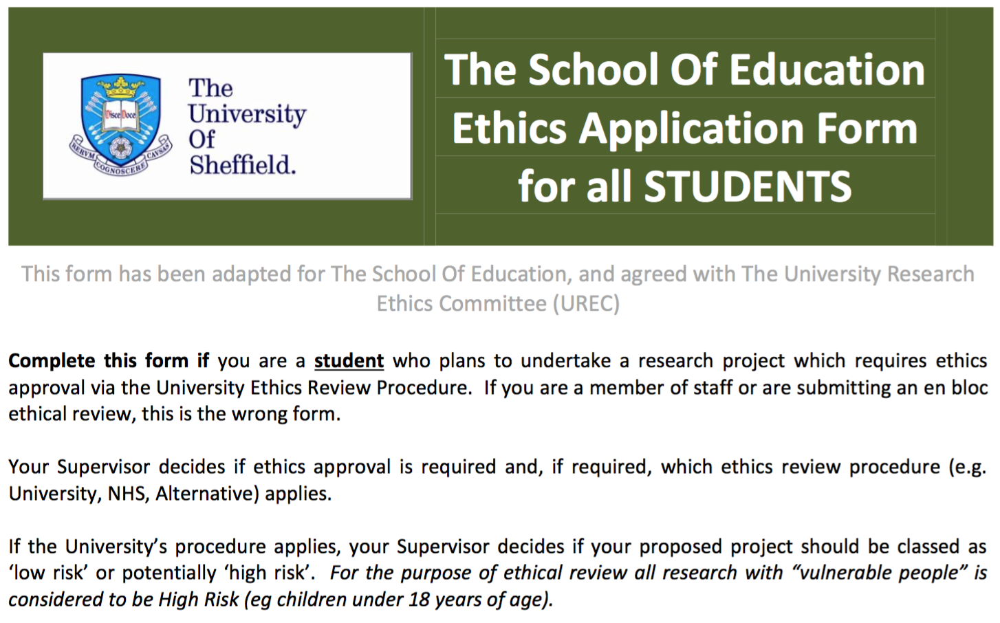 The
University
Of
Sheffield.
Disce Doce
RERVM
COGNOSCERE
CAVSAS
The School Of Education
Ethics Application Form
for all STUDENTS
This form has been adapted for The School Of Education, and agreed with The University Research
Ethics Committee (UREC)
Complete this form if you are a student who plans to undertake a research project which requires ethics
approval via the University Ethics Review Procedure.  If you are a member of staff or are submitting an en bloc
ethical review, this is the wrong form.
Your Supervisor decides if ethics approval is required and, if required, which ethics review procedure (e.g.
University, NHS, Alternative) applies.
If the University’s procedure applies, your Supervisor decides if your proposed project should be classed as
‘low risk’ or potentially ‘high risk’.  For the purpose of ethical review all research with “vulnerable people” is
considered to be High Risk (eg children under 18 years of age).